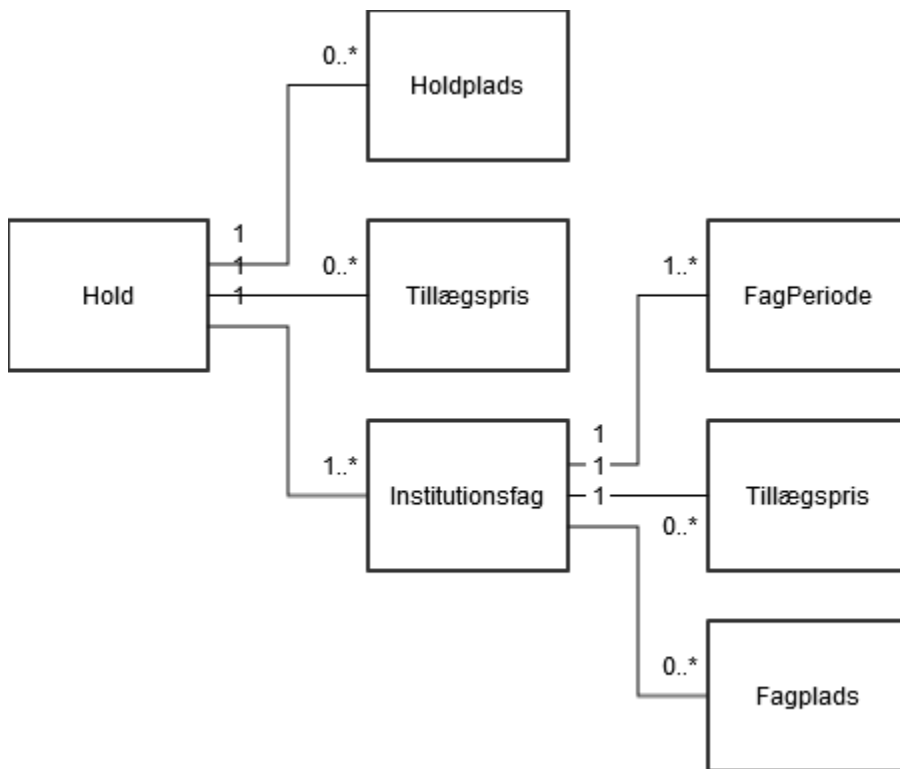 0..*
Holdplads
1
1
1
0..*
Hold
Tillægspris
1..*
FagPeriode
1..*
Institutionsfag
1
1
1
Tillægspris
0..*
0..*
Fagplads